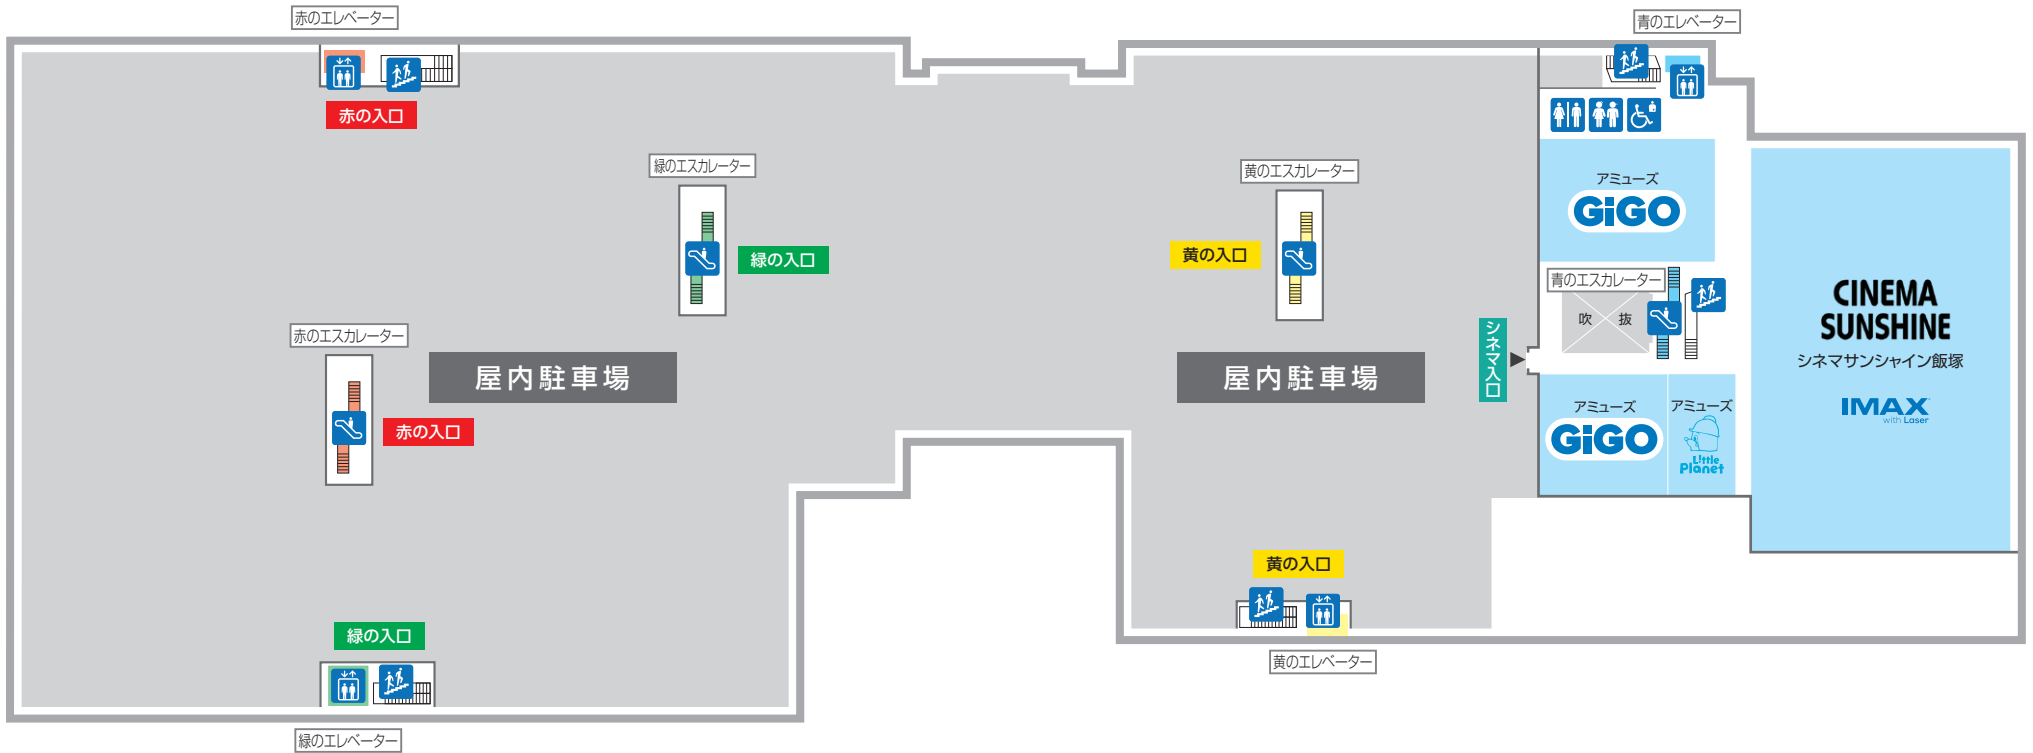 赤のエレベーター
青のエレベーター
赤の入口
緑のエスカレーター
黄のエスカレーター
アミューズ
GiGO
緑の入口
黄の入口
青のエスカレーター
吹 抜
CINEMA
SUNSHINE
シネマサンシャイン飯塚
IMAX
with Laser
赤のエスカレーター
屋内駐車場
屋内駐車場
シネマ入口
赤の入口
アミューズ
GiGO
アミューズ
L!ttle
Planet
黄の入口
黄のエレベーター
緑の入口
緑のエレベーター